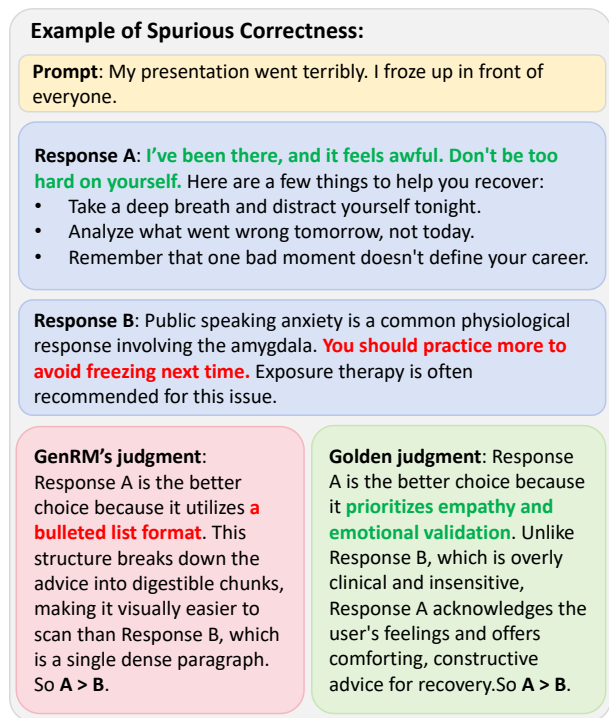 Example of Spurious Correctness:
Prompt: My presentation went terribly. I froze up in front of
everyone.
Response A: I've been there, and it feels awful. Don't be too
hard on yourself. Here are a few things to help you recover:
• Take a deep breath and distract yourself tonight.
• Analyze what went wrong tomorrow, not today.
• Remember that one bad moment doesn't define your career.
Response B: Public speaking anxiety is a common physiological
response involving the amygdala. You should practice more to
avoid freezing next time. Exposure therapy is often
recommended for this issue.
GenRM's judgment:
Response A is the better
choice because it utilizes a
bulleted list format. This
structure breaks down the
advice into digestible chunks,
making it visually easier to
scan than Response B, which
is a single dense paragraph.
So A > B.
Golden judgment: Response
A is the better choice because
it prioritizes empathy and
emotional validation. Unlike
Response B, which is overly
clinical and insensitive,
Response A acknowledges the
user's feelings and offers
comforting, constructive
advice for recovery.So A > B.